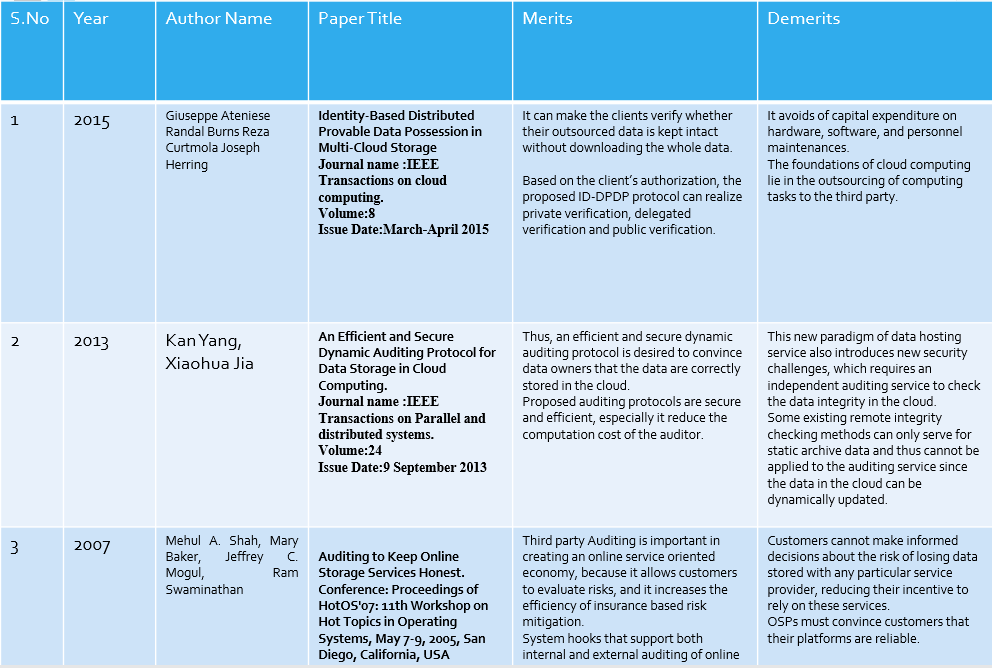 S.No Year Author Name Paper Title Merits Demerits
1
2015
Giuseppe Ateniese
Randal Burns Reza
Curtmola Joseph
Herring
Identity-Based Distributed
Provable Data Possession in
Multi-Cloud Storage
Journal name :IEEE
Transactions on cloud
computing.
Volume:8
Issue Date:March-April 2015
It can make the clients verify whether
their outsourced data is kept intact
without downloading the whole data.
Based on the client's authorization, the
proposed ID-DPDP protocol can realize
private verification, delegated
verification and public verification.
It avoids of capital expenditure on
hardware, software, and personnel
maintenances.
The foundations of cloud computing
lie in the outsourcing of computing
tasks to the third party.
2
2013
Kan Yang,
Xiaohua Jia
An Efficient and Secure
Dynamic Auditing Protocol for
Data Storage in Cloud
Computing.
Journal name :IEEE
Transactions on Parallel and
distributed systems.
Volume:24
Issue Date:9 September 2013
Thus, an efficient and secure dynamic
auditing protocol is desired to convince
data owners that the data are correctly
stored in the cloud.
Proposed auditing protocols are secure
and efficient, especially it reduce the
computation cost of the auditor.
This new paradigm of data hosting
service also introduces new security
challenges, which requires an
independent auditing service to check
the data integrity in the cloud.
Some existing remote integrity
checking methods can only serve for
static archive data and thus cannot be
applied to the auditing service since
the data in the cloud can be
dynamically updated.
3
2007
Mehul A. Shah, Mary
Baker, Jeffrey C.
Mogul, Ram
Swaminathan
Auditing to Keep Online
Storage Services Honest.
Conference: Proceedings of
HotOS'07: 11th Workshop on
Hot Topics in Operating
Systems, May 7-9, 2005, San
Diego, California, USA
Third party Auditing is important in
creating an online service oriented
economy, because it allows customers
to evaluate risks, and it increases the
efficiency of insurance based risk
mitigation.
System hooks that support both
internal and external auditing of online
Customers cannot make informed
decisions about the risk of losing data
stored with any particular service
provider, reducing their incentive to
rely on these services.
OSPs must convince customers that
their platforms are reliable.